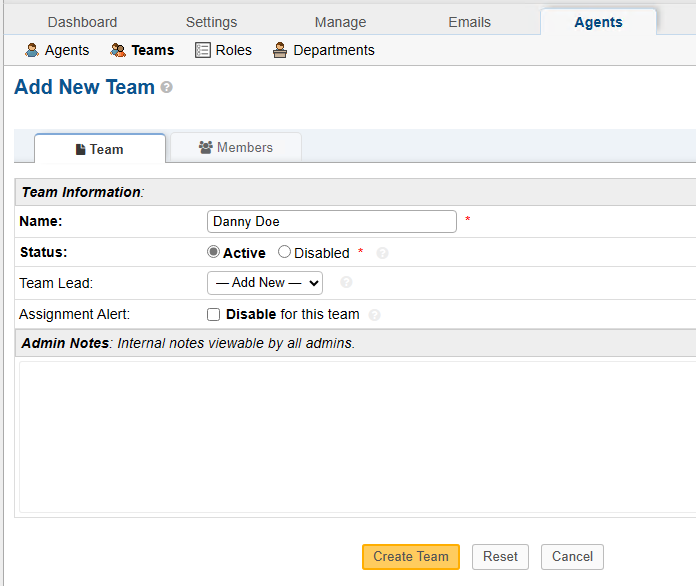 Dashboard Settings Manage Emails Agents
Agents Teams Roles Departments
Add New Team ?
Team Members
Team Information:
Name: Danny Doe *
Status: Active Disabled * ?
Team Lead: — Add New — ?
Assignment Alert: Disable for this team ?
Admin Notes: Internal notes viewable by all admins.
Create Team Reset Cancel